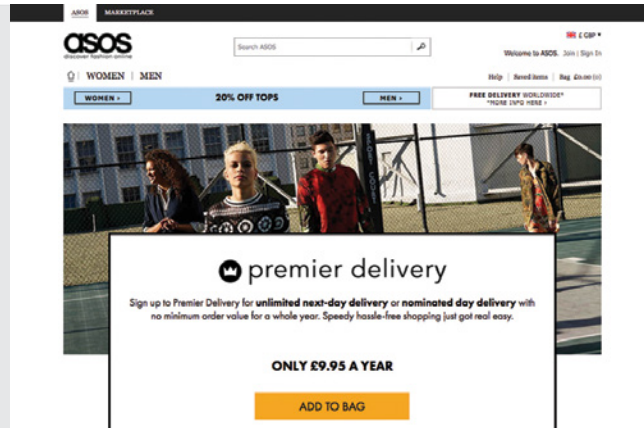 ASOS MARKETPLACE
asos
discover fashion online
Search ASOS
£ GBP
Welcome to ASOS. Join | Sign In
WOMEN | MEN
Help | Saved items | Bag £0.00 (0)
WOMEN >
20% OFF TOPS
MEN >
FREE DELIVERY WORLDWIDE*
*MORE INFO HERE >
premier delivery
Sign up to Premier Delivery for unlimited next-day delivery or nominated day delivery with
no minimum order value for a whole year. Speedy hassle-free shopping just got real easy.
ONLY £9.95 A YEAR
ADD TO BAG